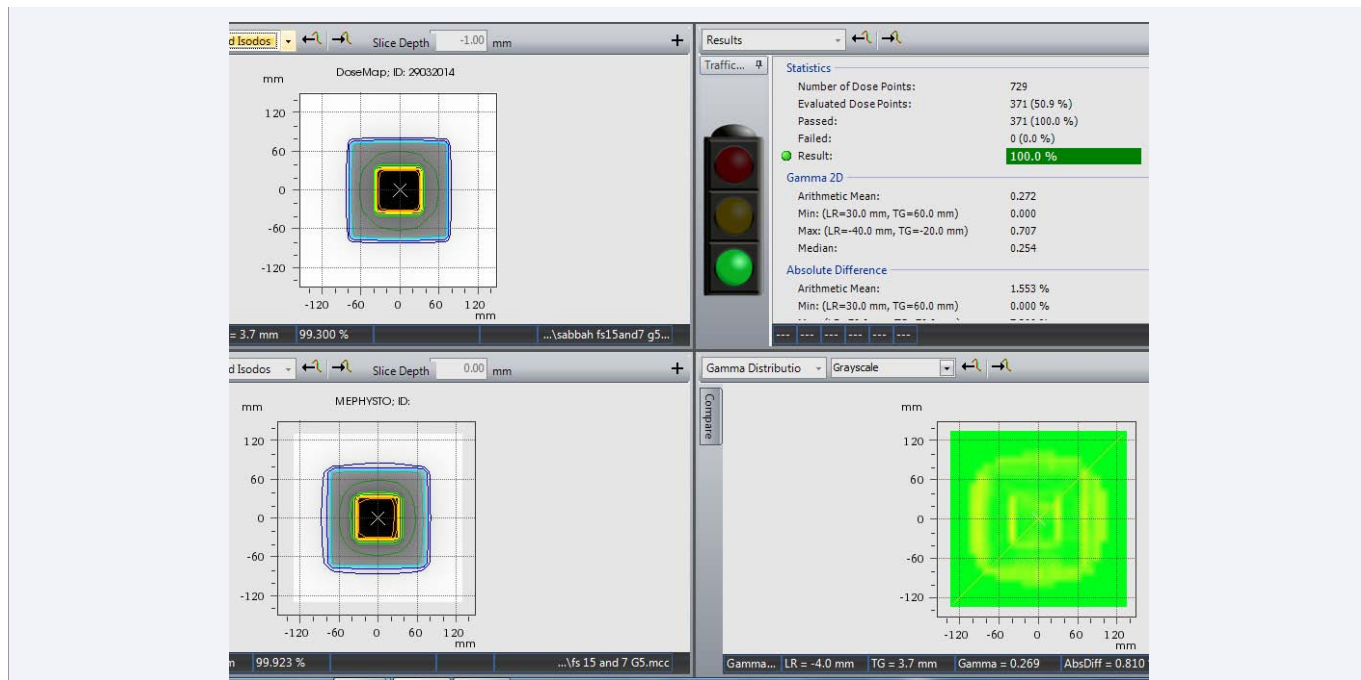 d Isodos
Slice Depth -1.00 mm
DoseMap; ID: 29032014
mm
120
60
0
-60
-120
-120 -60 0 60 120
mm
= 3.7 mm 99.300 % ...\sabbah fs15and7 g5...
Results
Traffic...
Statistics
Number of Dose Points: 729
Evaluated Dose Points: 371 (50.9 %)
Passed: 371 (100.0 %)
Failed: 0 (0.0 %)
Result: 100.0 %
Gamma 2D
Arithmetic Mean: 0.272
Min: (LR=30.0 mm, TG=60.0 mm) 0.000
Max: (LR=-40.0 mm, TG=-20.0 mm) 0.707
Median: 0.254
Absolute Difference
Arithmetic Mean: 1.553 %
Min: (LR=30.0 mm, TG=60.0 mm) 0.000 %
--- --- --- --- --- ---
d Isodos
Slice Depth 0.00 mm
MEPHYSTO; ID:
mm
120
60
0
-60
-120
-120 -60 0 60 120
mm
n 99.923 % ...\fs 15 and 7 G5.mcc
Gamma Distributio Grayscale
Compare
mm
120
60
0
-60
-120
-120 -60 0 60 120
mm
Gamma... LR = -4.0 mm TG = 3.7 mm Gamma = 0.269 AbsDiff = 0.810